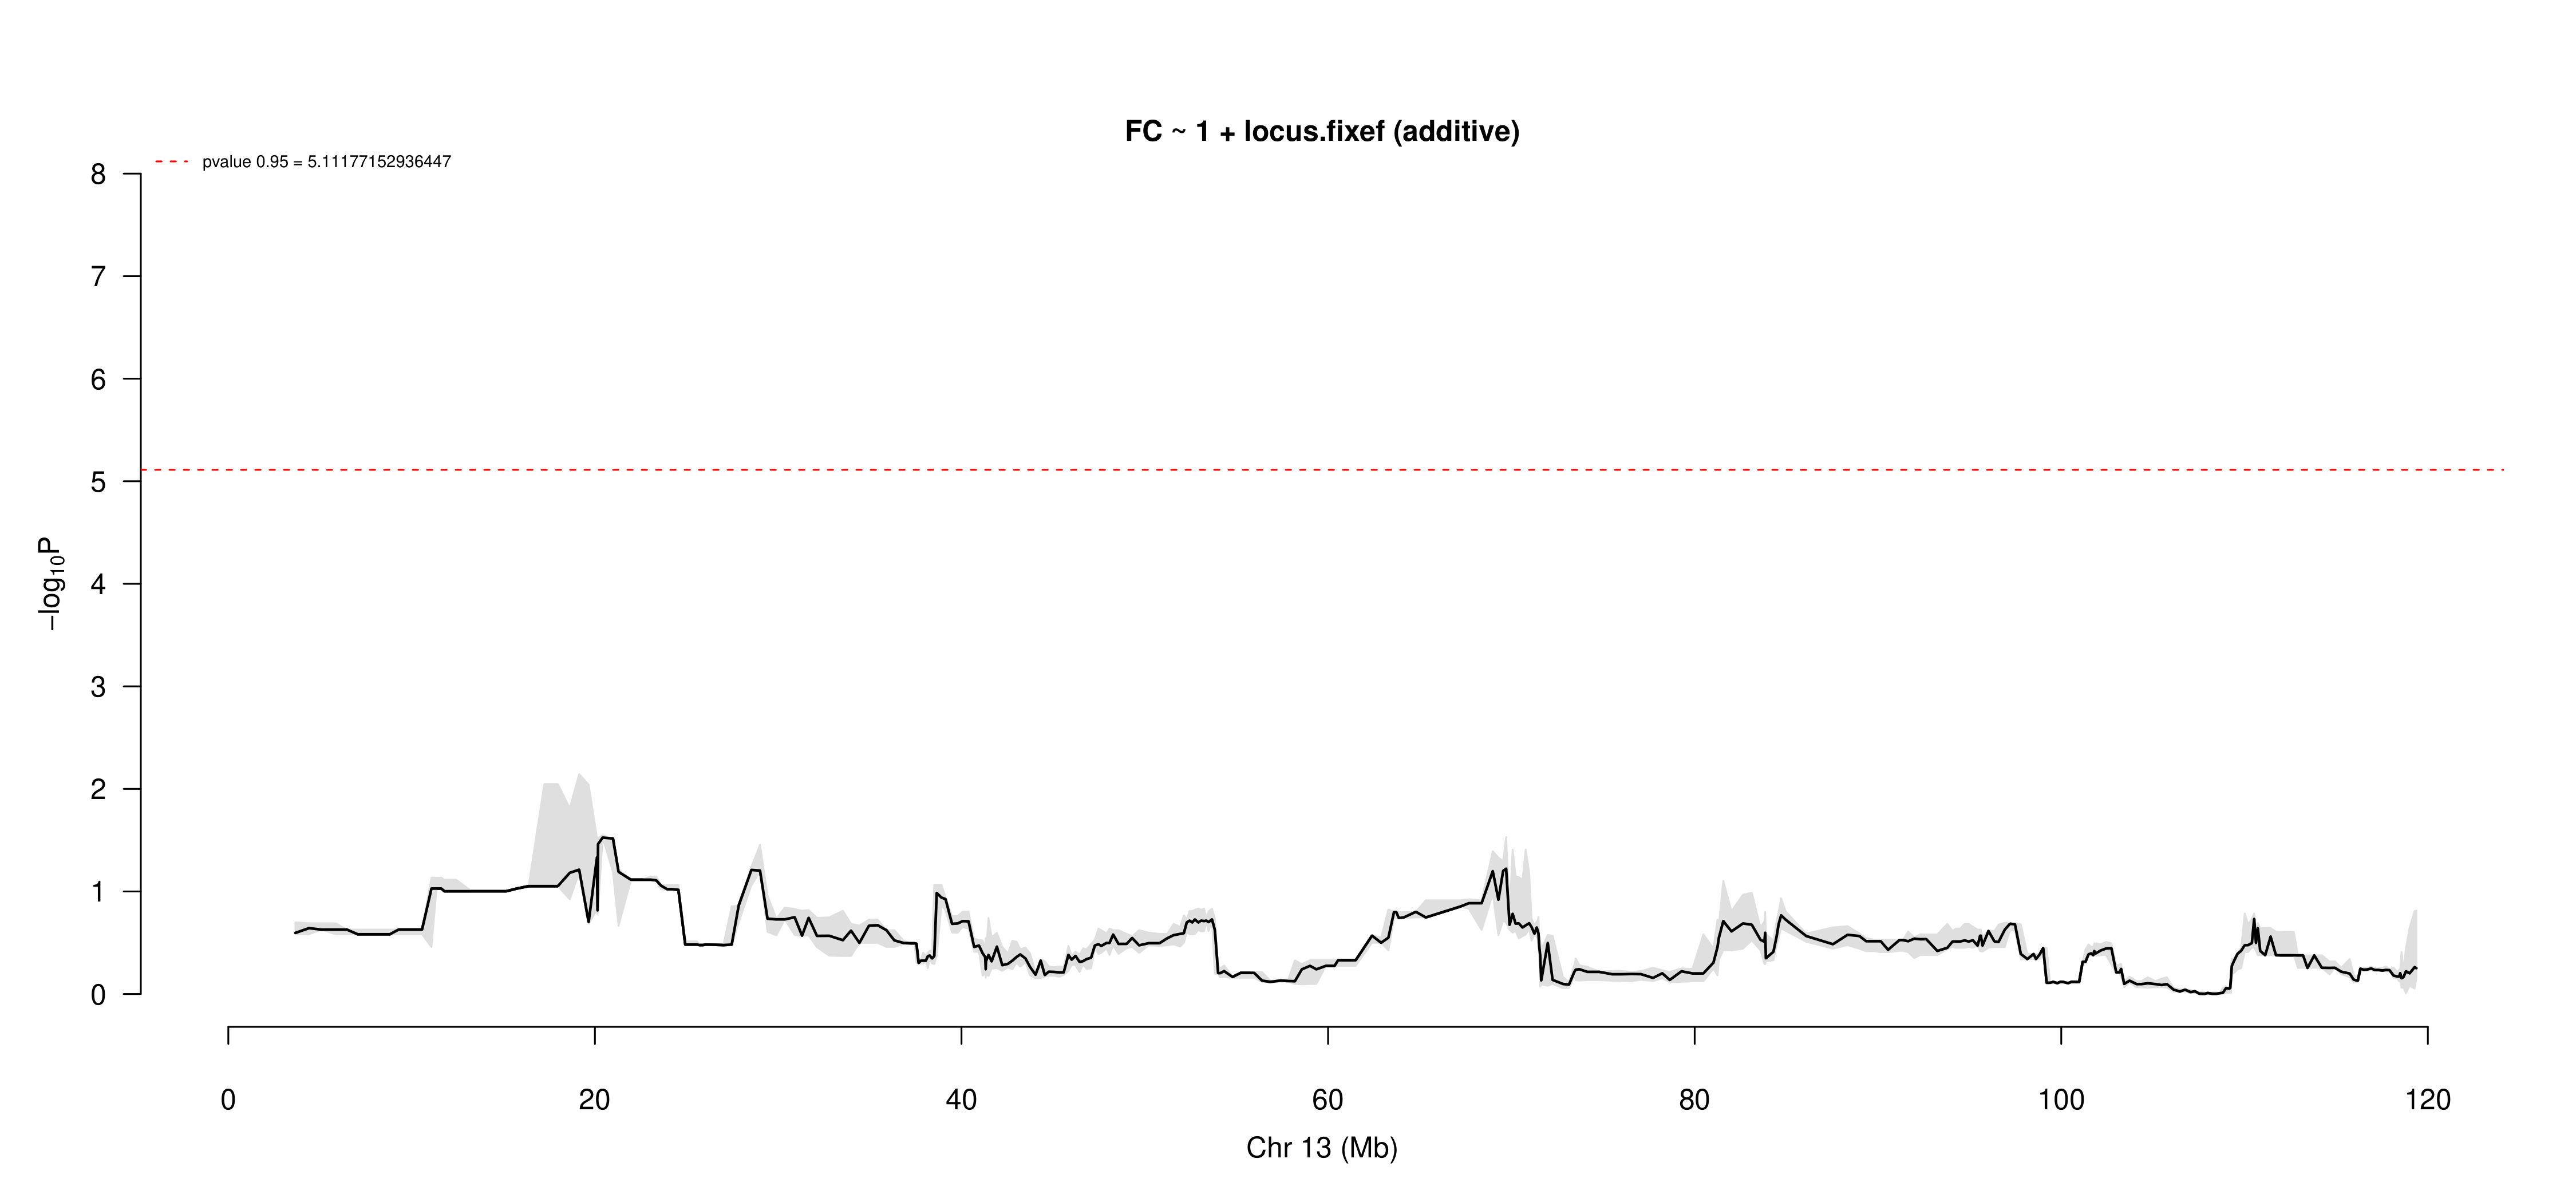 FC ~ 1 + locus.fixef (additive)
pvalue 0.95 = 5.11177152936447
8
7
6
5
4
3
2
1
0
−log10P
0 20 40 60 80 100 120
Chr 13 (Mb)